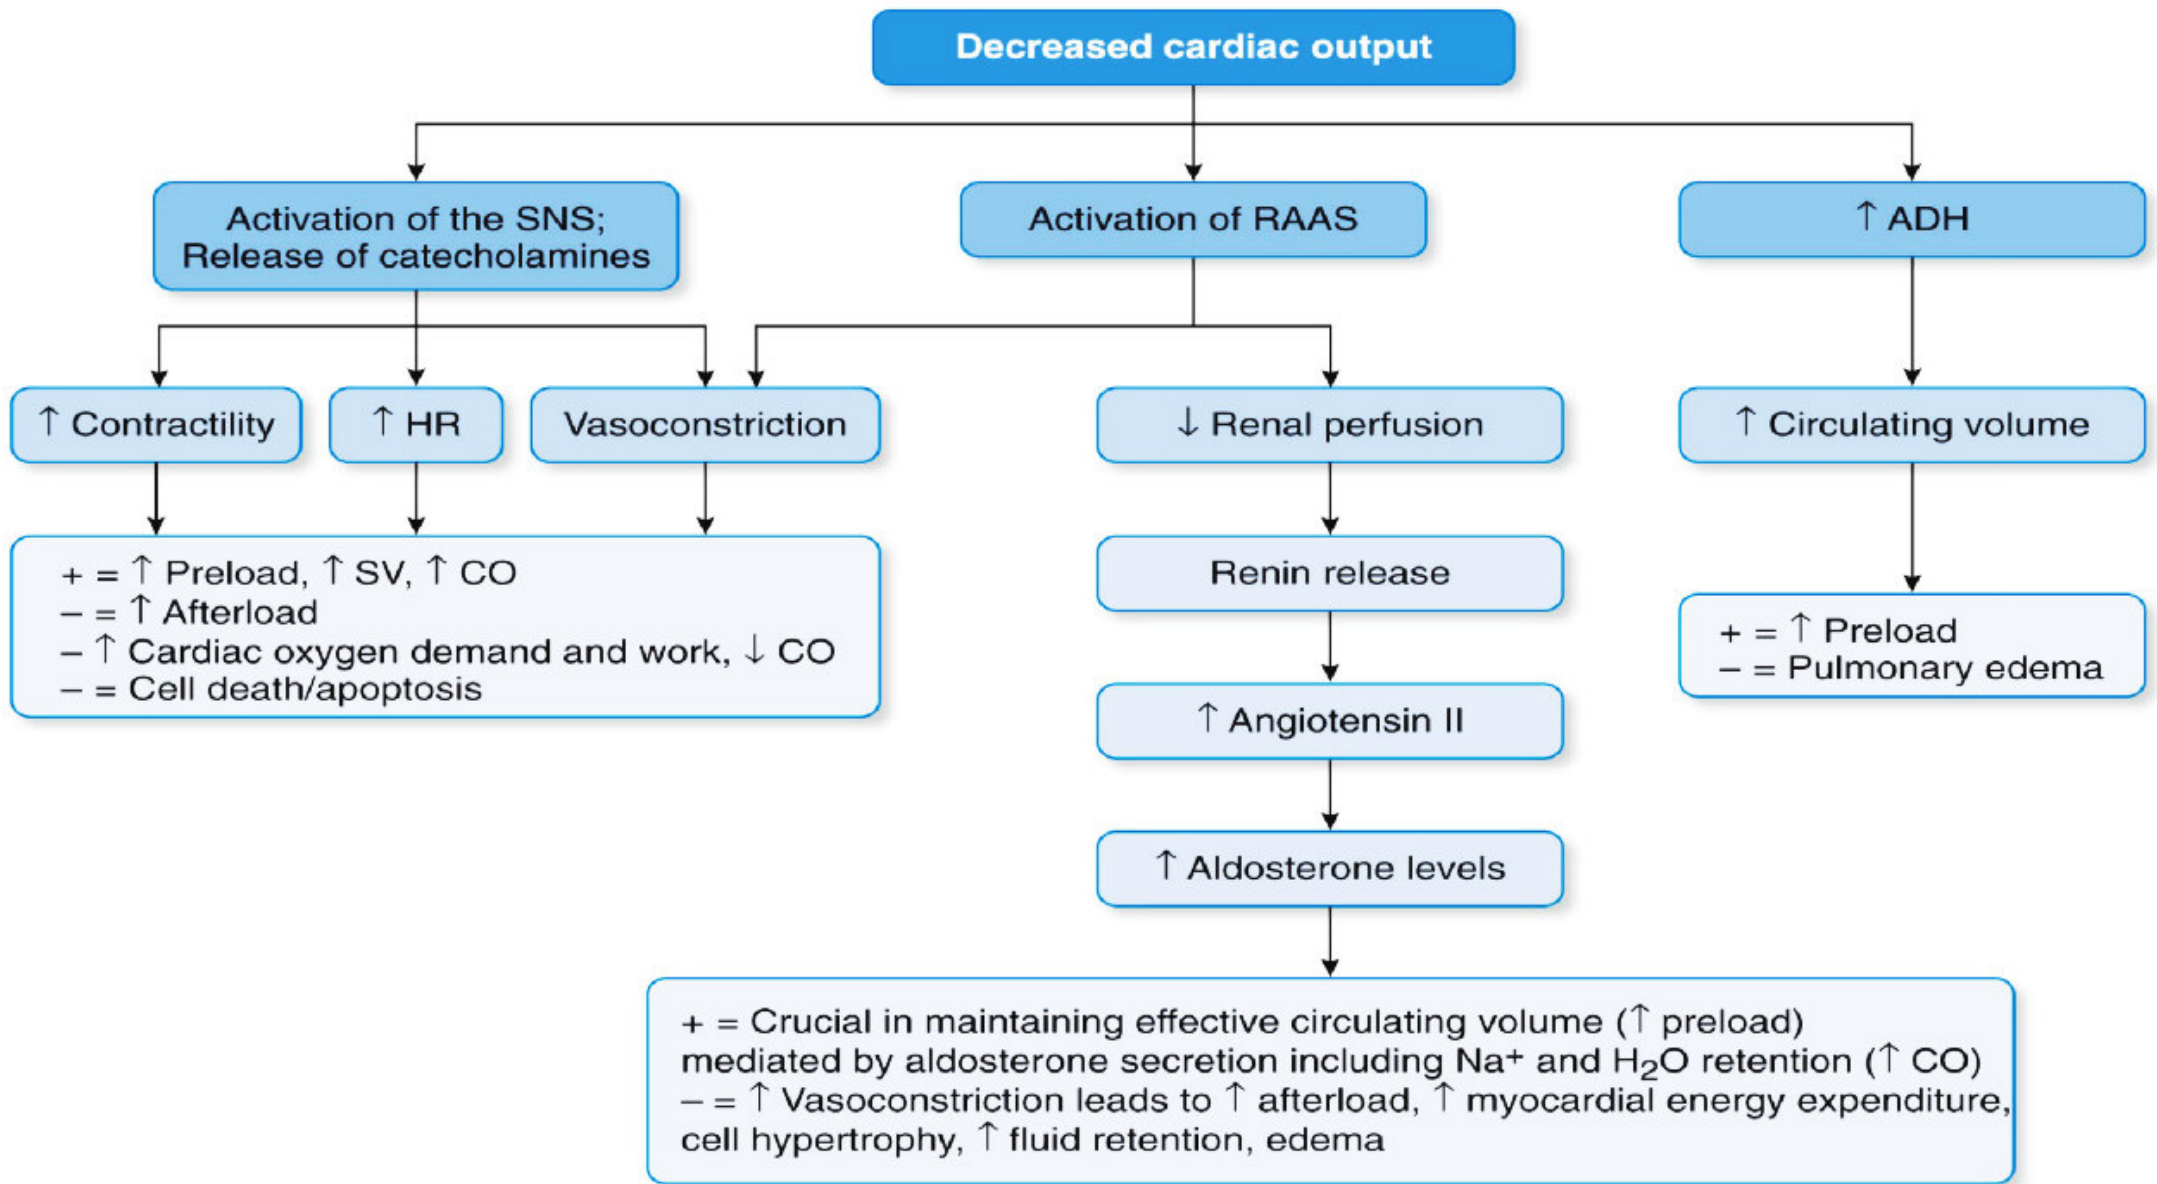 Decreased cardiac output
Activation of the SNS;
Release of catecholamines
Activation of RAAS
↑ ADH
↑ Contractility
↑ HR
Vasoconstriction
↓ Renal perfusion
↑ Circulating volume
+ = ↑ Preload, ↑ SV, ↑ CO
– = ↑ Afterload
– ↑ Cardiac oxygen demand and work, ↓ CO
– = Cell death/apoptosis
Renin release
+ = ↑ Preload
– = Pulmonary edema
↑ Angiotensin II
↑ Aldosterone levels
+ = Crucial in maintaining effective circulating volume (↑ preload)
mediated by aldosterone secretion including Na⁺ and H₂O retention (↑ CO)
– = ↑ Vasoconstriction leads to ↑ afterload, ↑ myocardial energy expenditure,
cell hypertrophy, ↑ fluid retention, edema